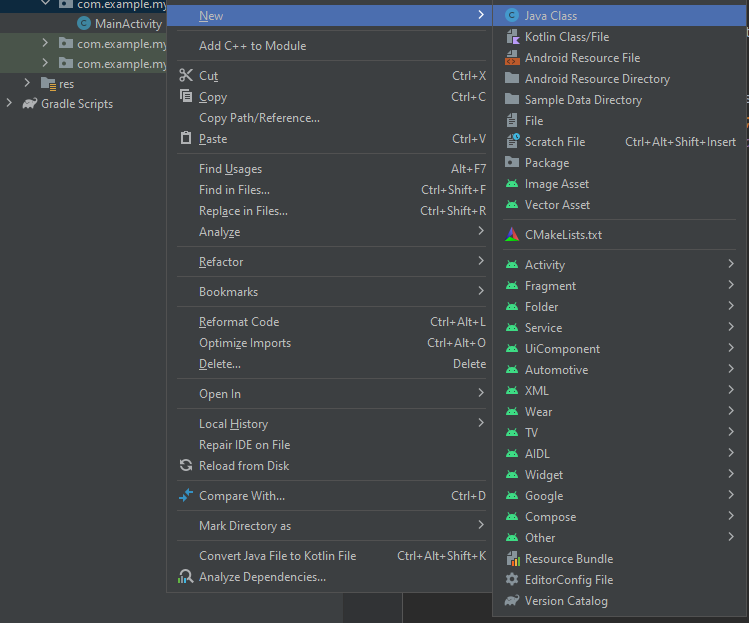 com.example.my
MainActivity
com.example.my
com.example.my
res
Gradle Scripts
New
Add C++ to Module
Cut Ctrl+X
Copy Ctrl+C
Copy Path/Reference...
Paste Ctrl+V
Find Usages Alt+F7
Find in Files... Ctrl+Shift+F
Replace in Files... Ctrl+Shift+R
Analyze
Refactor
Bookmarks
Reformat Code Ctrl+Alt+L
Optimize Imports Ctrl+Alt+O
Delete... Delete
Open In
Local History
Repair IDE on File
Reload from Disk
Compare With... Ctrl+D
Mark Directory as
Convert Java File to Kotlin File Ctrl+Alt+Shift+K
Analyze Dependencies...
Java Class
Kotlin Class/File
Android Resource File
Android Resource Directory
Sample Data Directory
File
Scratch File Ctrl+Alt+Shift+Insert
Package
Image Asset
Vector Asset
CMakeLists.txt
Activity
Fragment
Folder
Service
UiComponent
Automotive
XML
Wear
TV
AIDL
Widget
Google
Compose
Other
Resource Bundle
EditorConfig File
Version Catalog